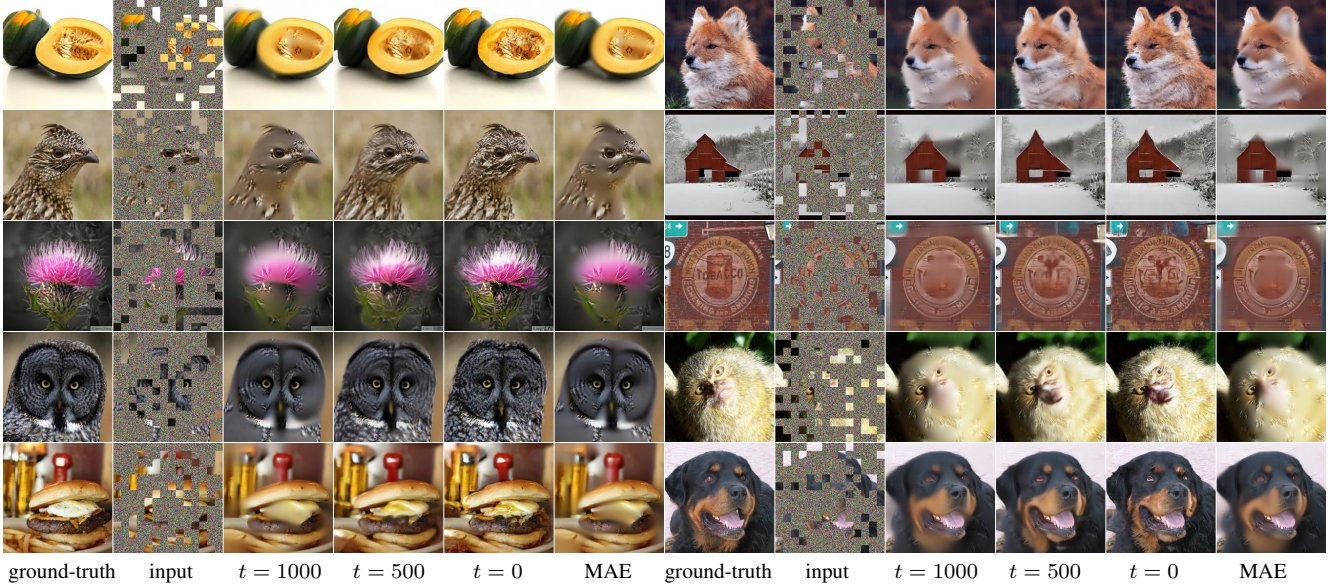 TOBACCO
ground-truth input t = 1000 t = 500 t = 0 MAE ground-truth input t = 1000 t = 500 t = 0 MAE